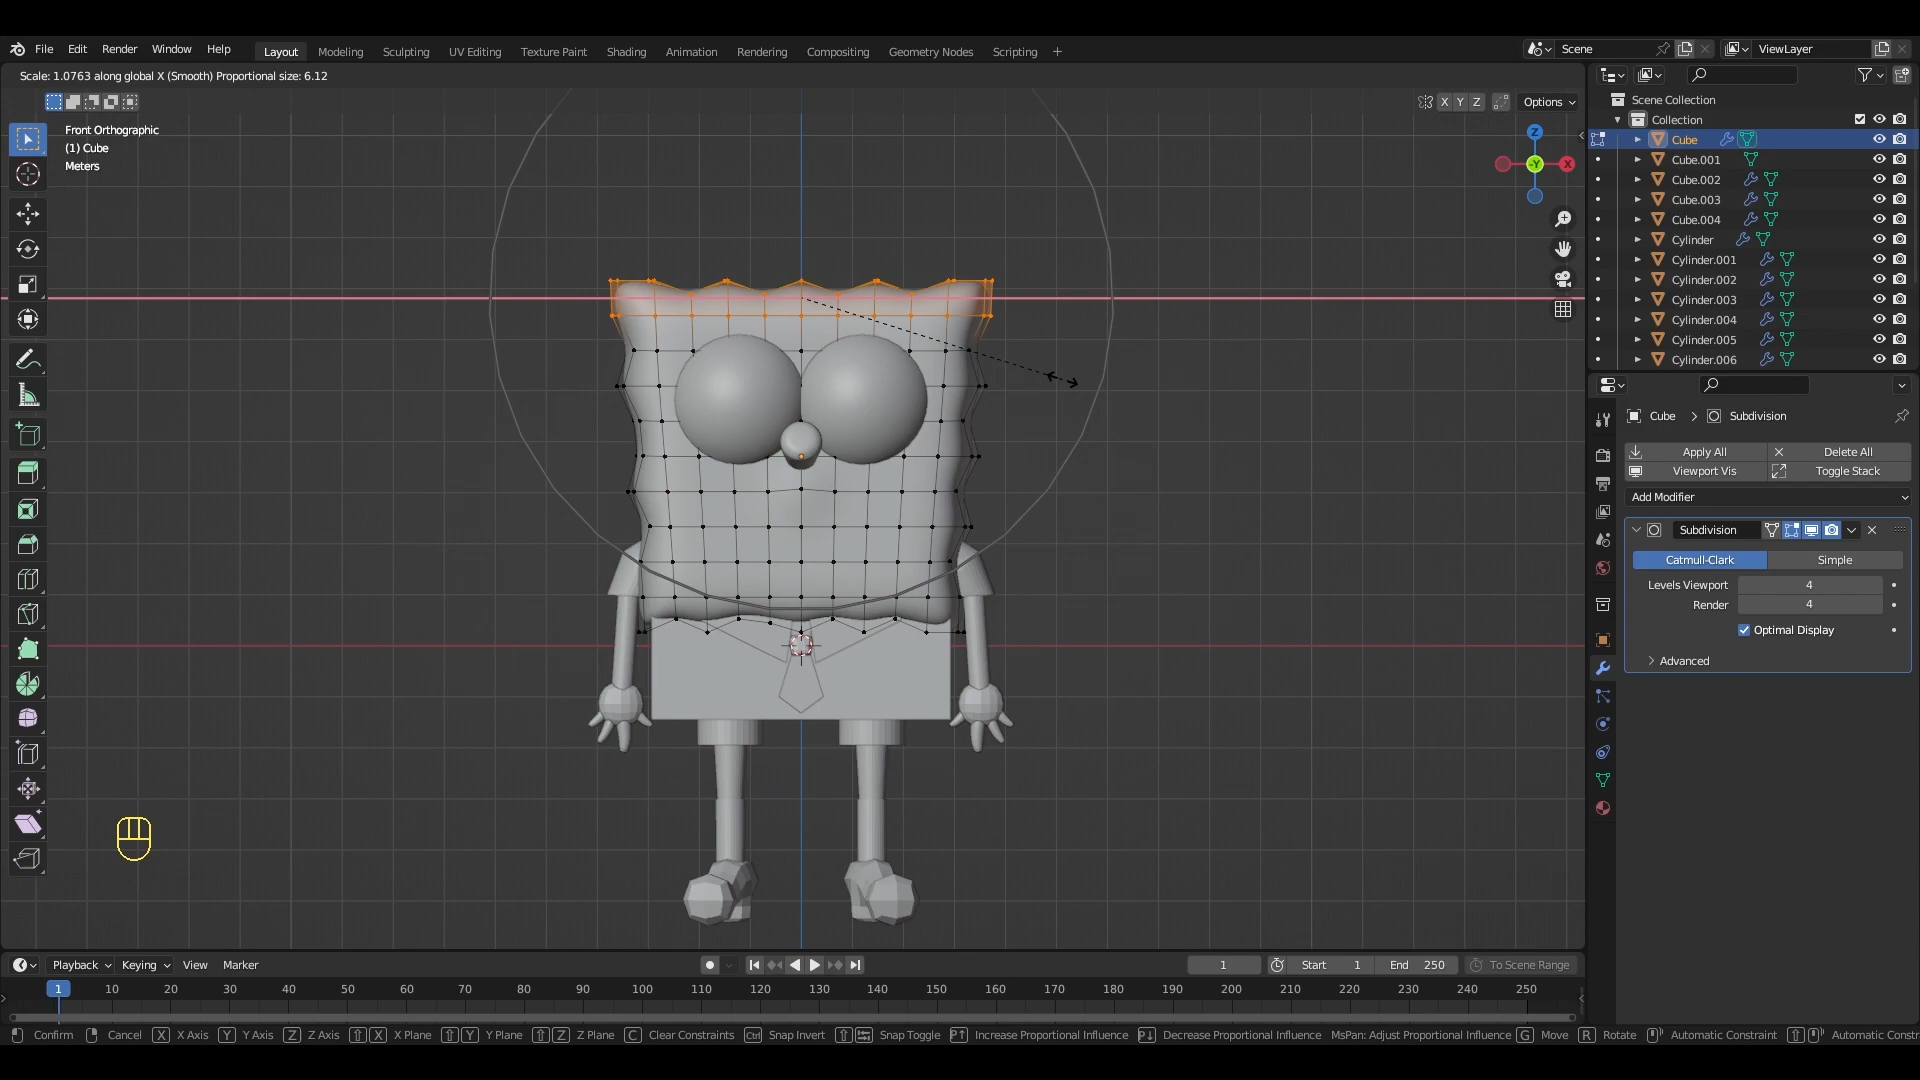 File Edit Render Window Help Layout Modeling Sculpting UV Editing Texture Paint Shading Animation Rendering Compositing Geometry Nodes Scripting + Scene ViewLayer
Scale: 1.0763 along global X (Smooth) Proportional size: 6.12
X Y Z Options
Front Orthographic
(1) Cube
Meters
Z
-Y X
Scene Collection
Collection
Cube
Cube.001
Cube.002
Cube.003
Cube.004
Cylinder
Cylinder.001
Cylinder.002
Cylinder.003
Cylinder.004
Cylinder.005
Cylinder.006
Cube > Subdivision
Apply All Delete All
Viewport Vis Toggle Stack
Add Modifier
Subdivision
Catmull-Clark Simple
Levels Viewport 4
Render 4
Optimal Display
Advanced
Playback Keying View Marker 1 Start 1 End 250 To Scene Range
1 10 20 30 40 50 60 70 80 90 100 110 120 130 140 150 160 170 180 190 200 210 220 230 240 250
Confirm Cancel X X Axis Y Y Axis Z Z Axis X X Plane Y Y Plane Z Z Plane C Clear Constraints Ctrl Snap Invert Snap Toggle P↑ Increase Proportional Influence P↓ Decrease Proportional Influence MsPan: Adjust Proportional Influence G Move R Rotate Automatic Constraint Automatic Constr